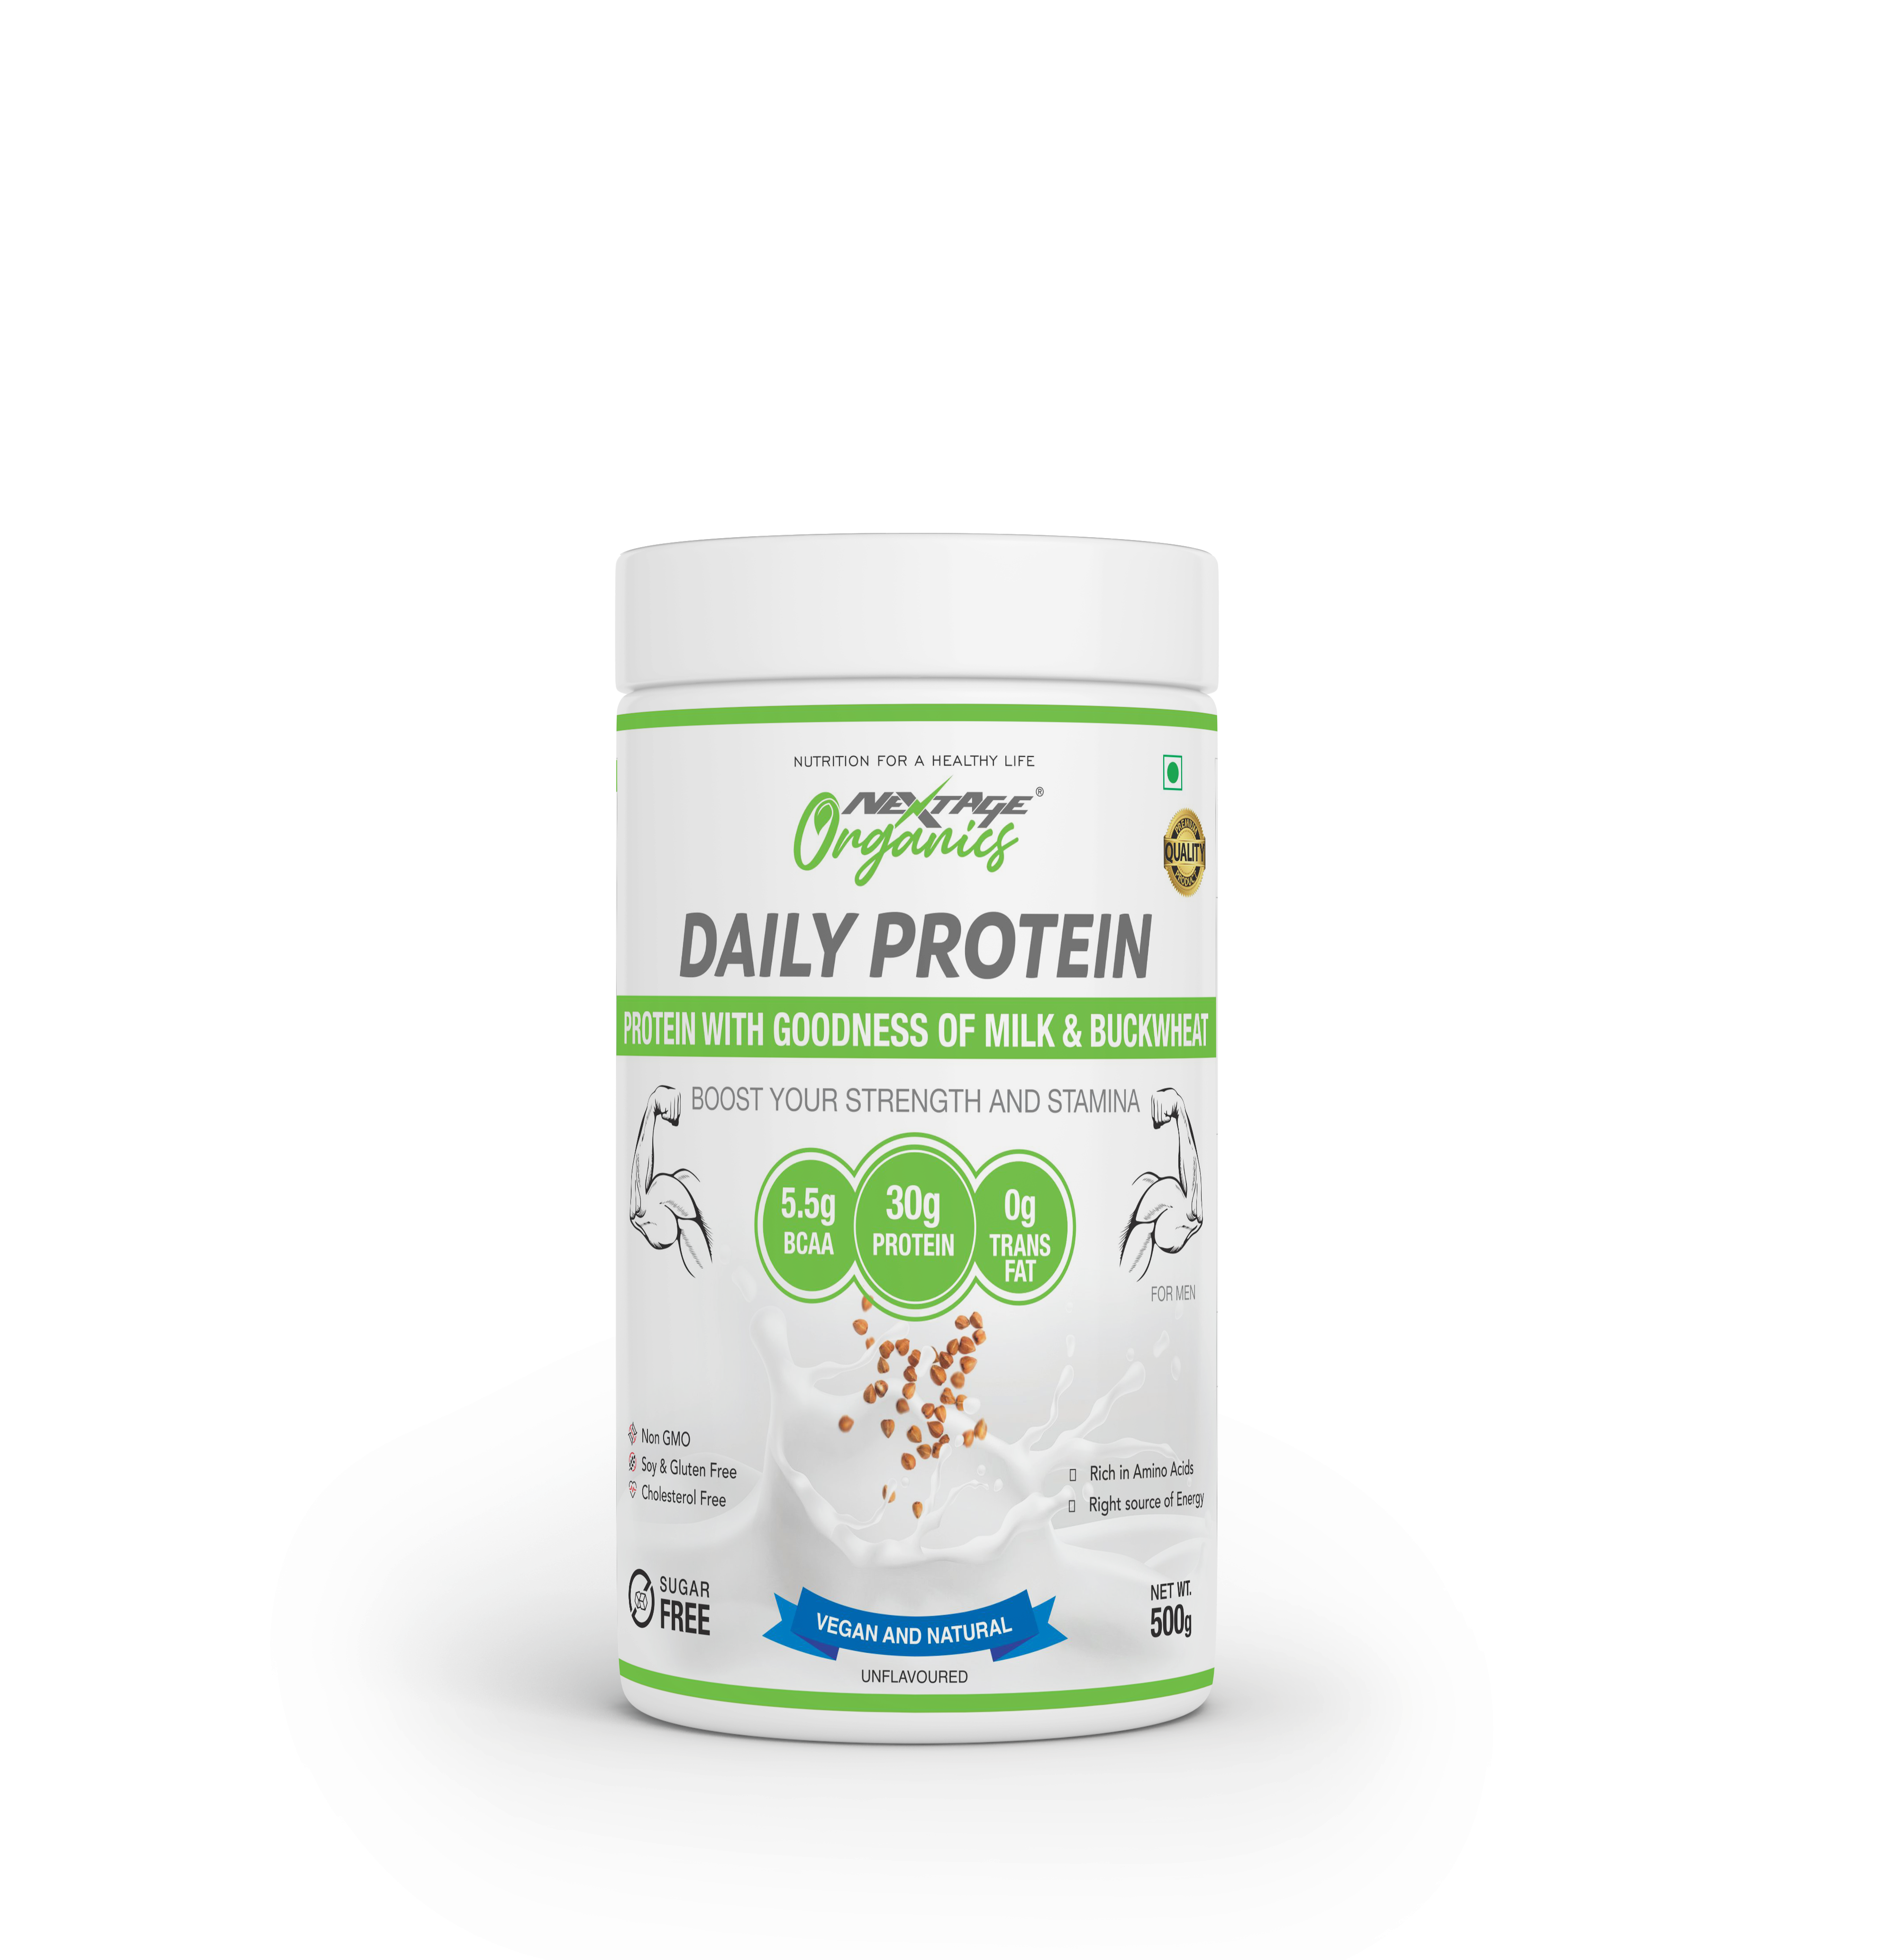 NUTRITION FOR A HEALTHY LIFE
NEXTAGE®
Organics
PREMIUM
QUALITY
PRODUCT
DAILY PROTEIN
PROTEIN WITH GOODNESS OF MILK & BUCKWHEAT
BOOST YOUR STRENGTH AND STAMINA
5.5g
BCAA
30g
PROTEIN
0g
TRANS
FAT
FOR MEN
Non GMO
Soy & Gluten Free
Cholesterol Free
Rich in Amino Acids
Right source of Energy
SUGAR
FREE
VEGAN AND NATURAL
UNFLAVOURED
NET WT.
500g